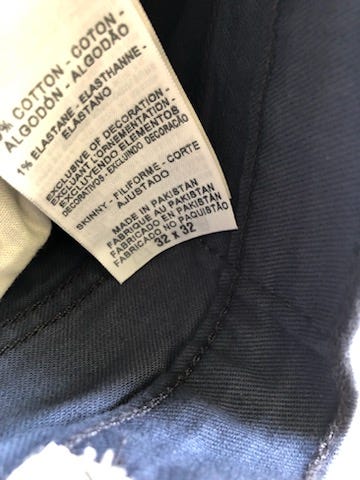 % COTTON - COTON -
ALGODÓN - ALGODÃO
1% ELASTANE - ELASTHANNE -
ELASTANO
EXCLUSIVE OF DECORATION -
EXCLUANT L'ORNEMENTATION -
EXCLUYENDO ELEMENTOS
DECORATIVOS - EXCLUINDO DECORAÇÃO
SKINNY - FILIFORME - CORTE
AJUSTADO
MADE IN PAKISTAN
FABRIQUE AU PAKISTAN
FABRICADO EN PAKISTÁN
FABRICADO NO PAQUISTÃO
32 X 32